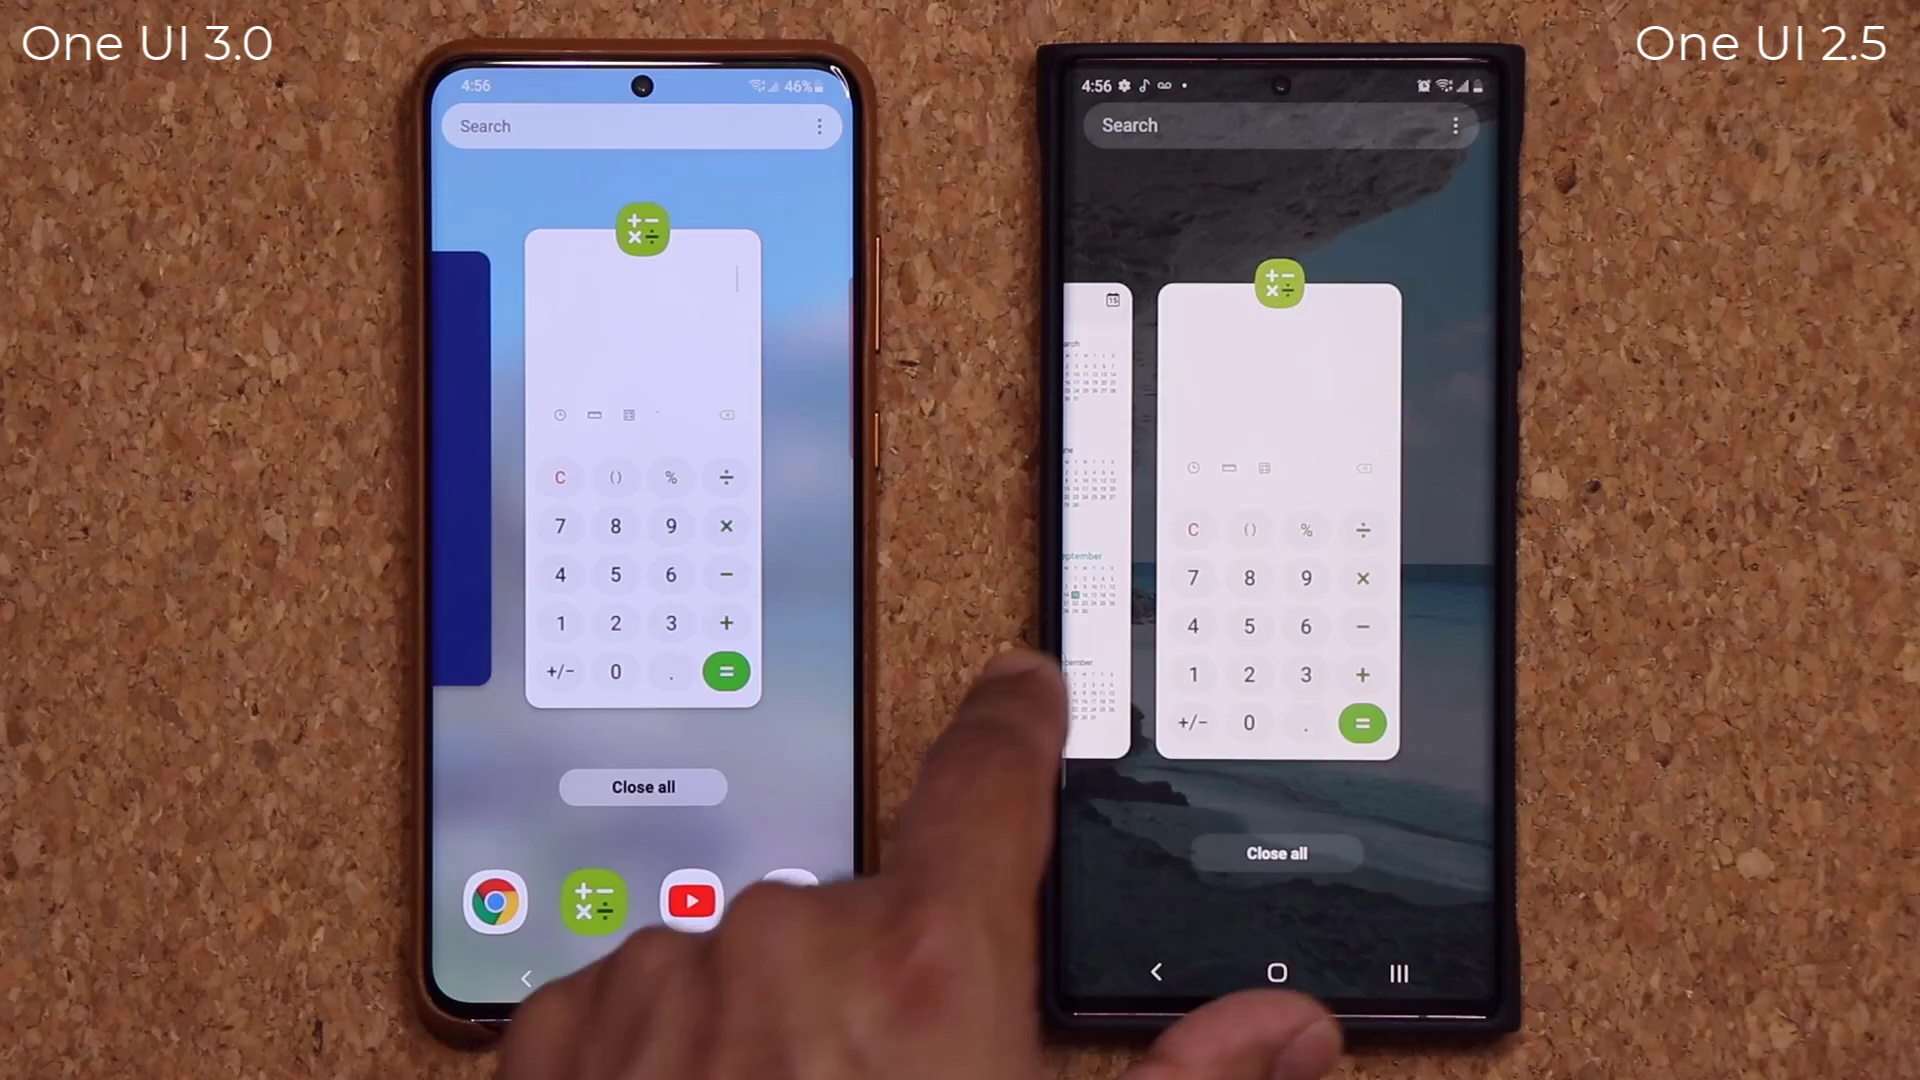 One UI 3.0
One UI 2.5
4:56
46%
Search
C () % ÷
7 8 9 ×
4 5 6 −
1 2 3 +
+/− 0 . =
Close all
4:56
Search
15
September
C () % ÷
7 8 9 ×
4 5 6 −
1 2 3 +
+/− 0 . =
Close all